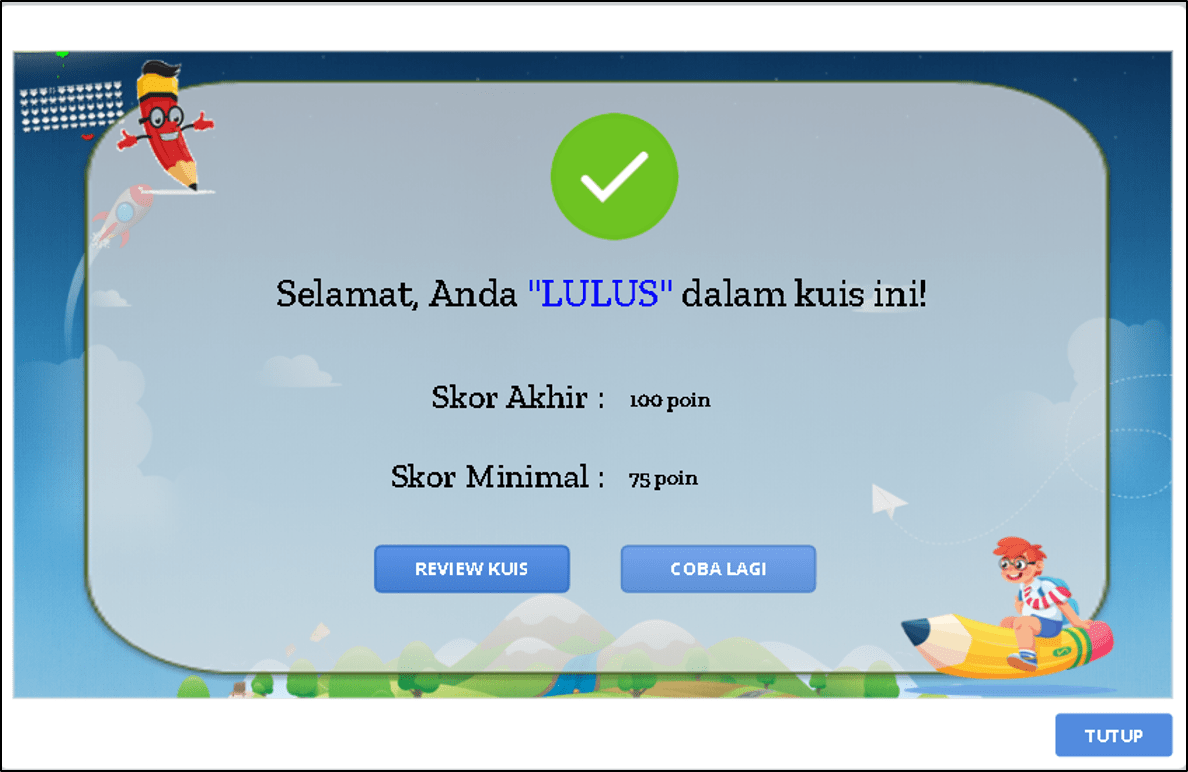 Selamat, Anda "LULUS" dalam kuis ini!
Skor Akhir : 100 poin
Skor Minimal : 75 poin
REVIEW KUIS COBA LAGI
TUTUP